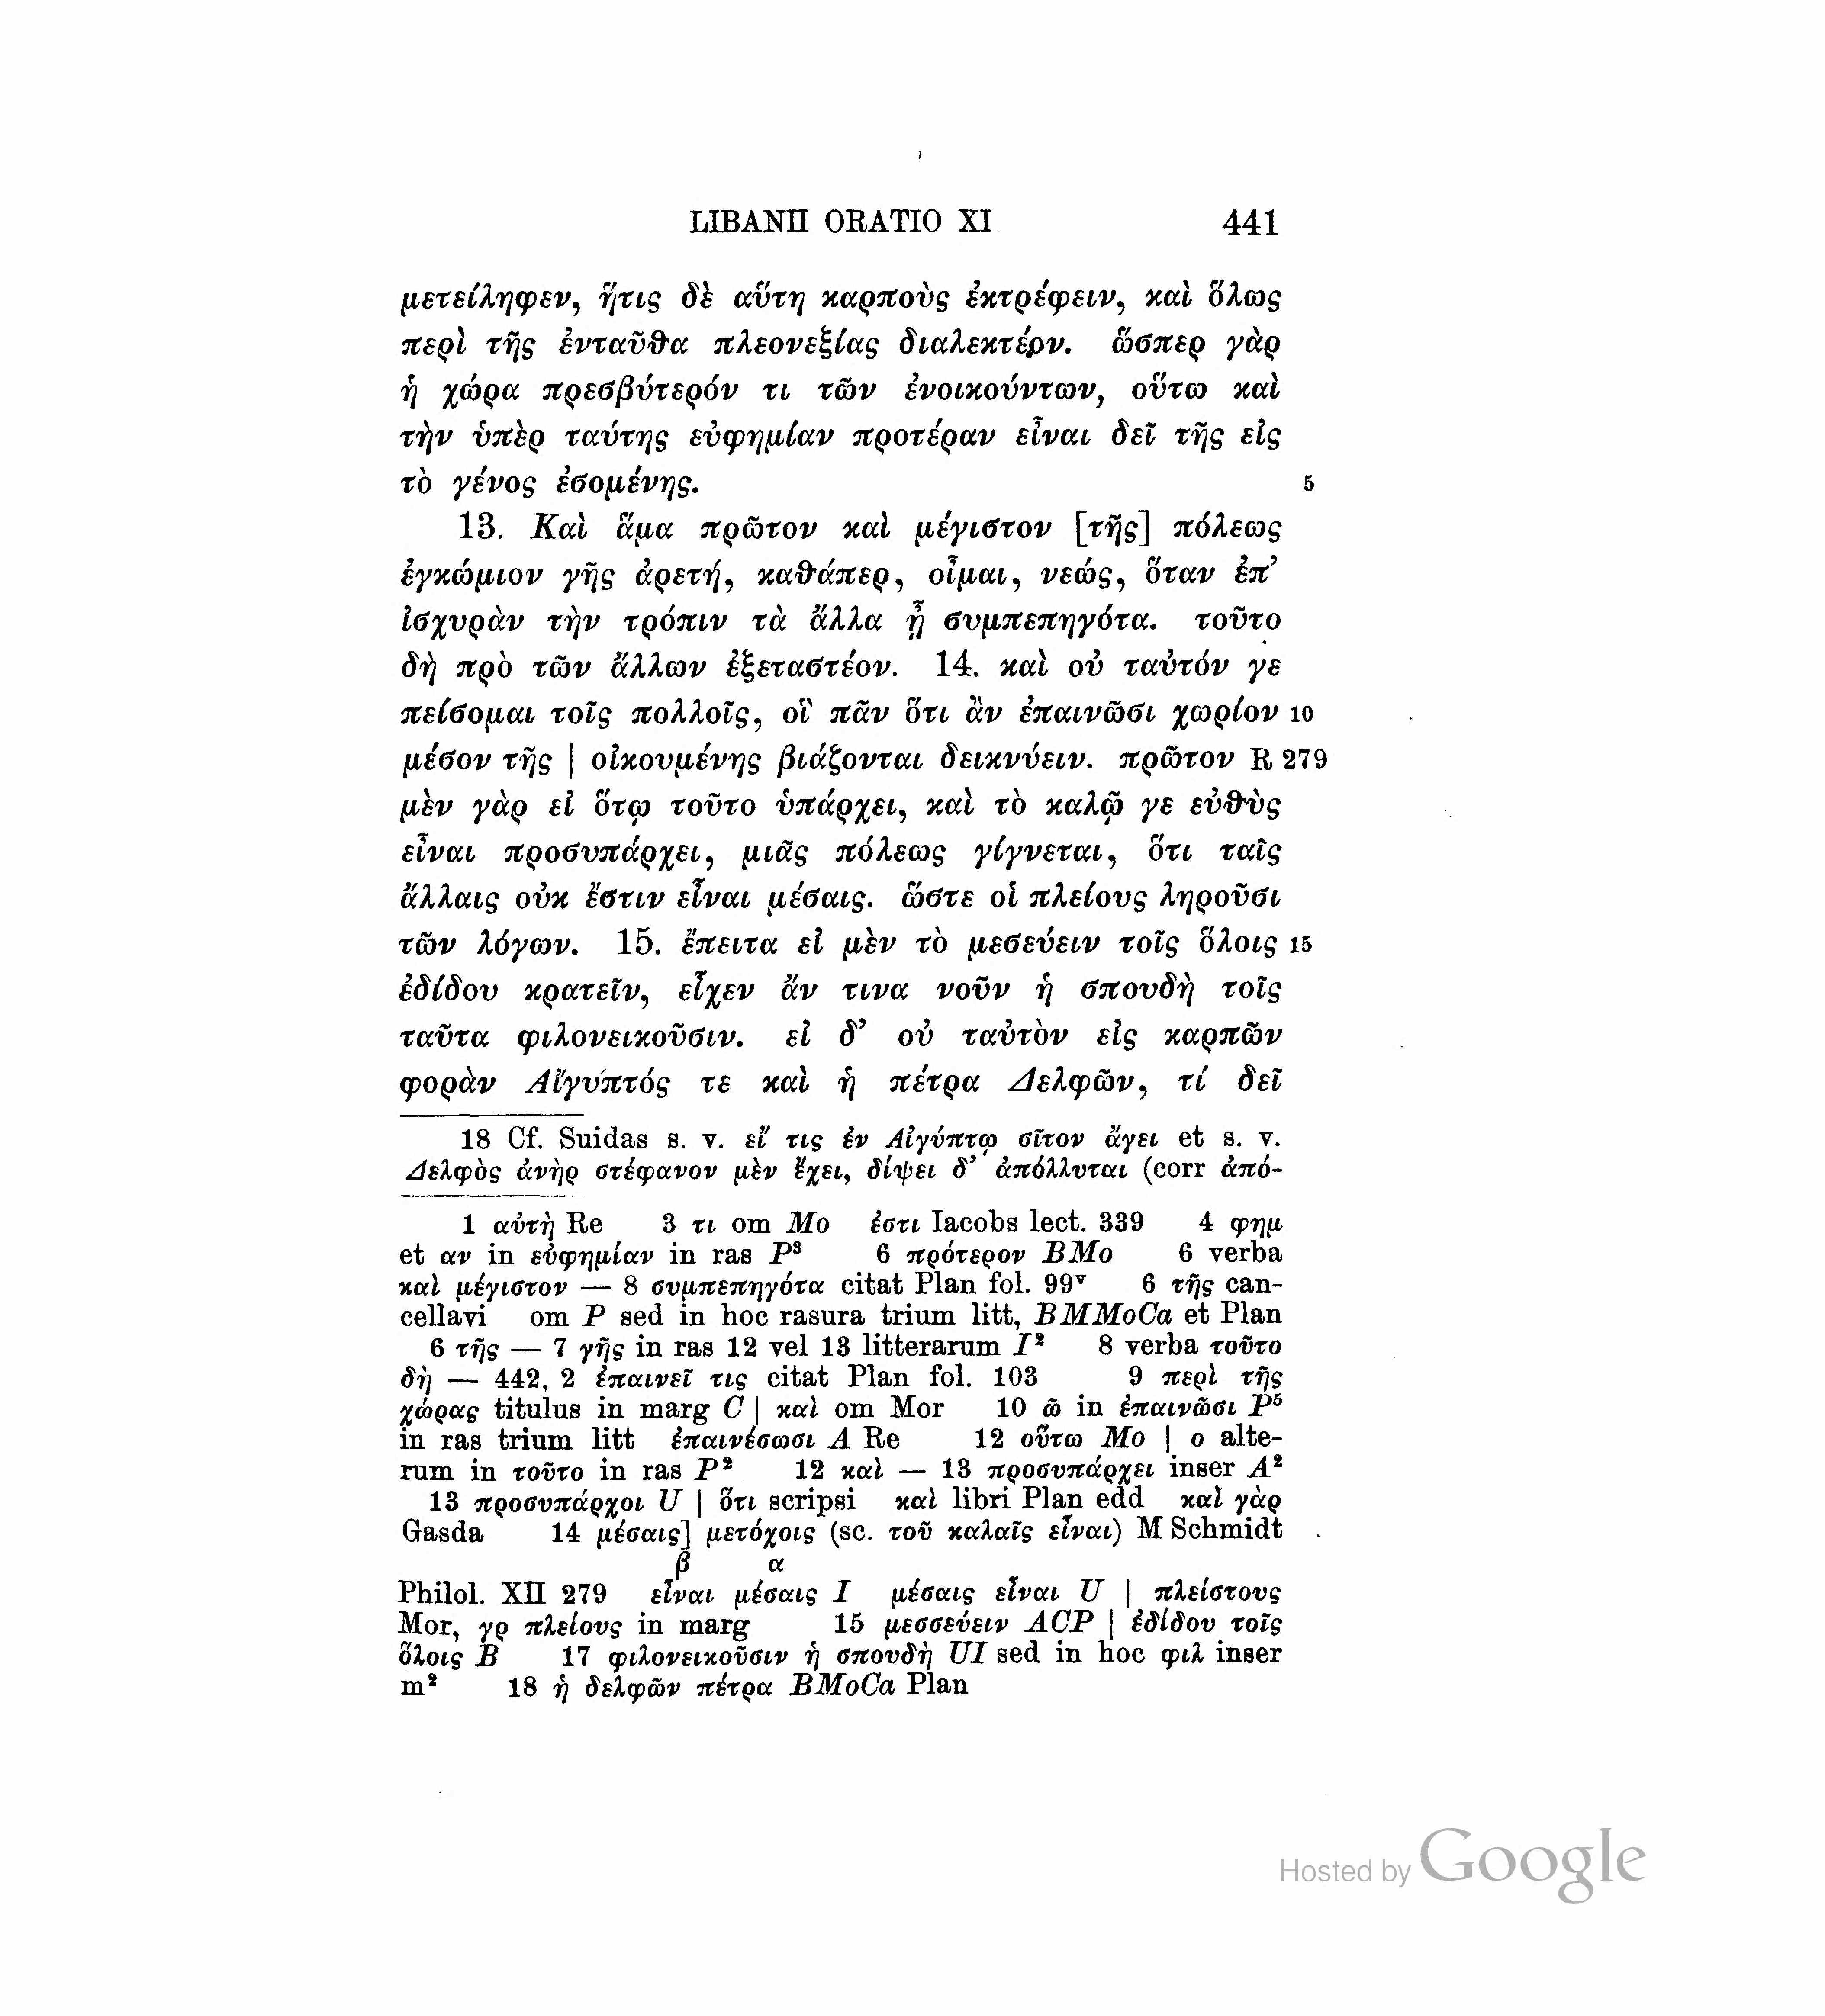 LIBANII ORATIO XI 441
μετείληφεν, ἥτις δὲ αὕτη καρποὺς ἐκτρέφειν, καὶ ὅλως
περὶ τῆς ἐνταῦθα πλεονεξίας διαλεκτέον. ὥσπερ γὰρ
ἡ χώρα πρεσβύτερόν τι τῶν ἐνοικούντων, οὕτω καὶ
τὴν ὑπὲρ ταύτης εὐφημίαν προτέραν εἶναι δεῖ τῆς εἰς
τὸ γένος ἐσομένης. 5
13. Καὶ ἅμα πρῶτον καὶ μέγιστον [τῆς] πόλεως
ἐγκώμιον γῆς ἀρετή, καθάπερ, οἶμαι, νεώς, ὅταν ἐπ’
ἰσχυρὰν τὴν τρόπιν τὰ ἄλλα ᾖ συμπεπηγότα. τοῦτο
δὴ πρὸ τῶν ἄλλων ἐξεταστέον. 14. καὶ οὐ ταὐτόν γε
πείσομαι τοῖς πολλοῖς, οἳ πᾶν ὅτι ἂν ἐπαινῶσι χωρίον 10
μέσον τῆς | οἰκουμένης βιάζονται δεικνύειν. πρῶτον R 279
μὲν γὰρ εἰ ὅτῳ τοῦτο ὑπάρχει, καὶ τὸ καλῷ γε εὐθὺς
εἶναι προσυπάρχει, μιᾶς πόλεως γίγνεται, ὅτι ταῖς
ἄλλαις οὐκ ἔστιν εἶναι μέσαις. ὥστε οἱ πλείους ληροῦσι
τῶν λόγων. 15. ἔπειτα εἰ μὲν τὸ μεσεύειν τοῖς ὅλοις 15
ἐδίδου κρατεῖν, εἶχεν ἄν τινα νοῦν ἡ σπουδὴ τοῖς
ταῦτα φιλονεικοῦσιν. εἰ δ’ οὐ ταὐτὸν εἰς καρπῶν
φορὰν Αἴγυπτός τε καὶ ἡ πέτρα Δελφῶν, τί δεῖ
18 Cf. Suidas s. v. εἴ τις ἐν Αἰγύπτῳ σῖτον ἄγει et s. v.
Δελφὸς ἀνὴρ στέφανον μὲν ἔχει, δίψει δ’ ἀπόλλυται (corr ἀπό-
1 αὐτὴ Re 3 τι om Mo ἐστι Iacobs lect. 339 4 φημ
et αν in εὐφημίαν in ras P³ 6 πρότερον BMo 6 verba
καὶ μέγιστον — 8 συμπεπηγότα citat Plan fol. 99ᵛ 6 τῆς can-
cellavi om P sed in hoc rasura trium litt, BMMoCa et Plan
6 τῆς — 7 γῆς in ras 12 vel 13 litterarum I² 8 verba τοῦτο
δὴ — 442, 2 ἐπαινεῖ τις citat Plan fol. 103 9 περὶ τῆς
χώρας titulus in marg C | καὶ om Mor 10 ῶ in ἐπαινῶσι P⁵
in ras trium litt ἐπαινέσωσι A Re 12 οὕτω Mo | ο alte-
rum in τοῦτο in ras P² 12 καὶ — 13 προσυπάρχει inser A²
13 προσυπάρχοι U | ὅτι scripsi καὶ libri Plan edd καὶ γὰρ
Gasda 14 μέσαις] μετόχοις (sc. τοῦ καλαῖς εἶναι) M Schmidt
β α
Philol. XII 279 εἶναι μέσαις I μέσαις εἶναι U | πλείστους
Mor, γρ πλείους in marg 15 μεσσεύειν ACP | ἐδίδου τοῖς
ὅλοις B 17 φιλονεικοῦσιν ἡ σπουδὴ UI sed in hoc φιλ inser
m² 18 ἡ δελφῶν πέτρα BMoCa Plan
Hosted by Google